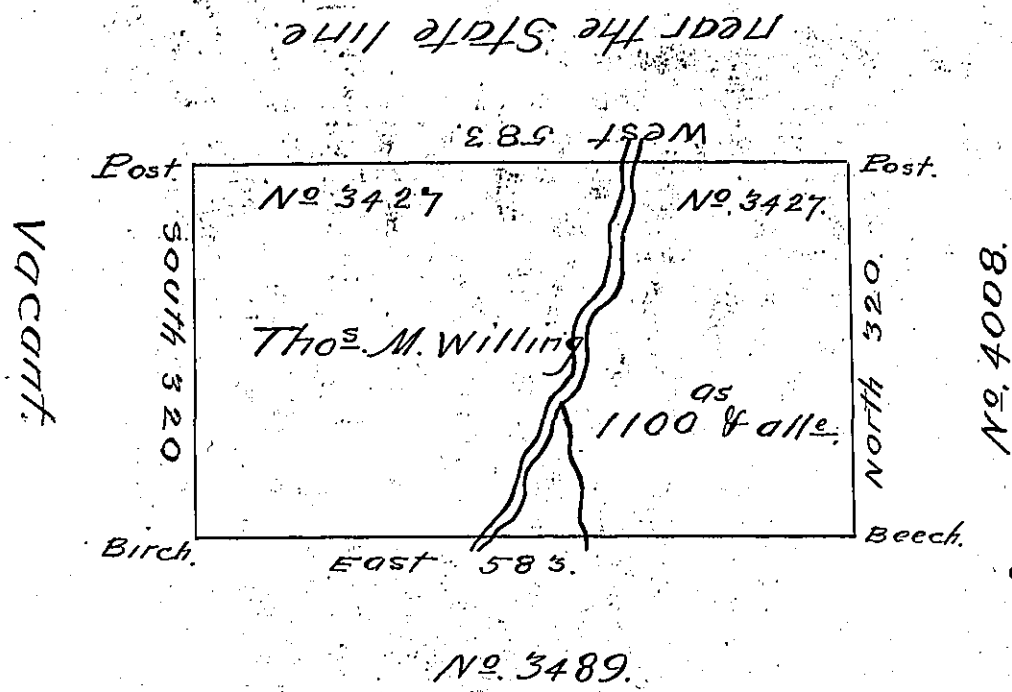 near the State line.
West 583.
Post.
Post.
Nº 3427
Nº. 3427.
South 320
North 320.
Vacant.
Nº. 4008.
Thoˢ. M. Willing
1100 ᵃˢ & allᵉ.
Birch.
Beech.
East 583.
Nº. 3489.